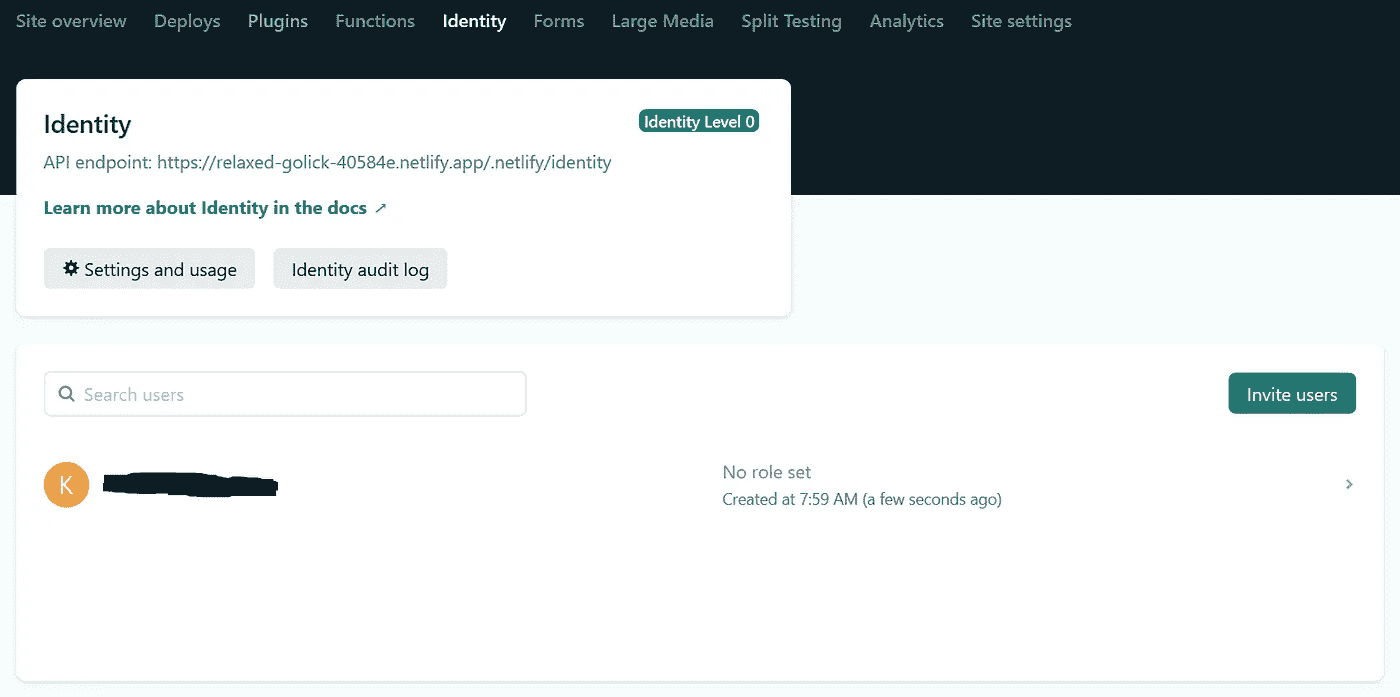 Site overview Deploys Plugins Functions Identity Forms Large Media Split Testing Analytics Site settings
Identity
Identity Level 0
API endpoint: https://relaxed-golick-40584e.netlify.app/.netlify/identity
Learn more about Identity in the docs ↗
Settings and usage Identity audit log
Search users
Invite users
K
No role set
Created at 7:59 AM (a few seconds ago)